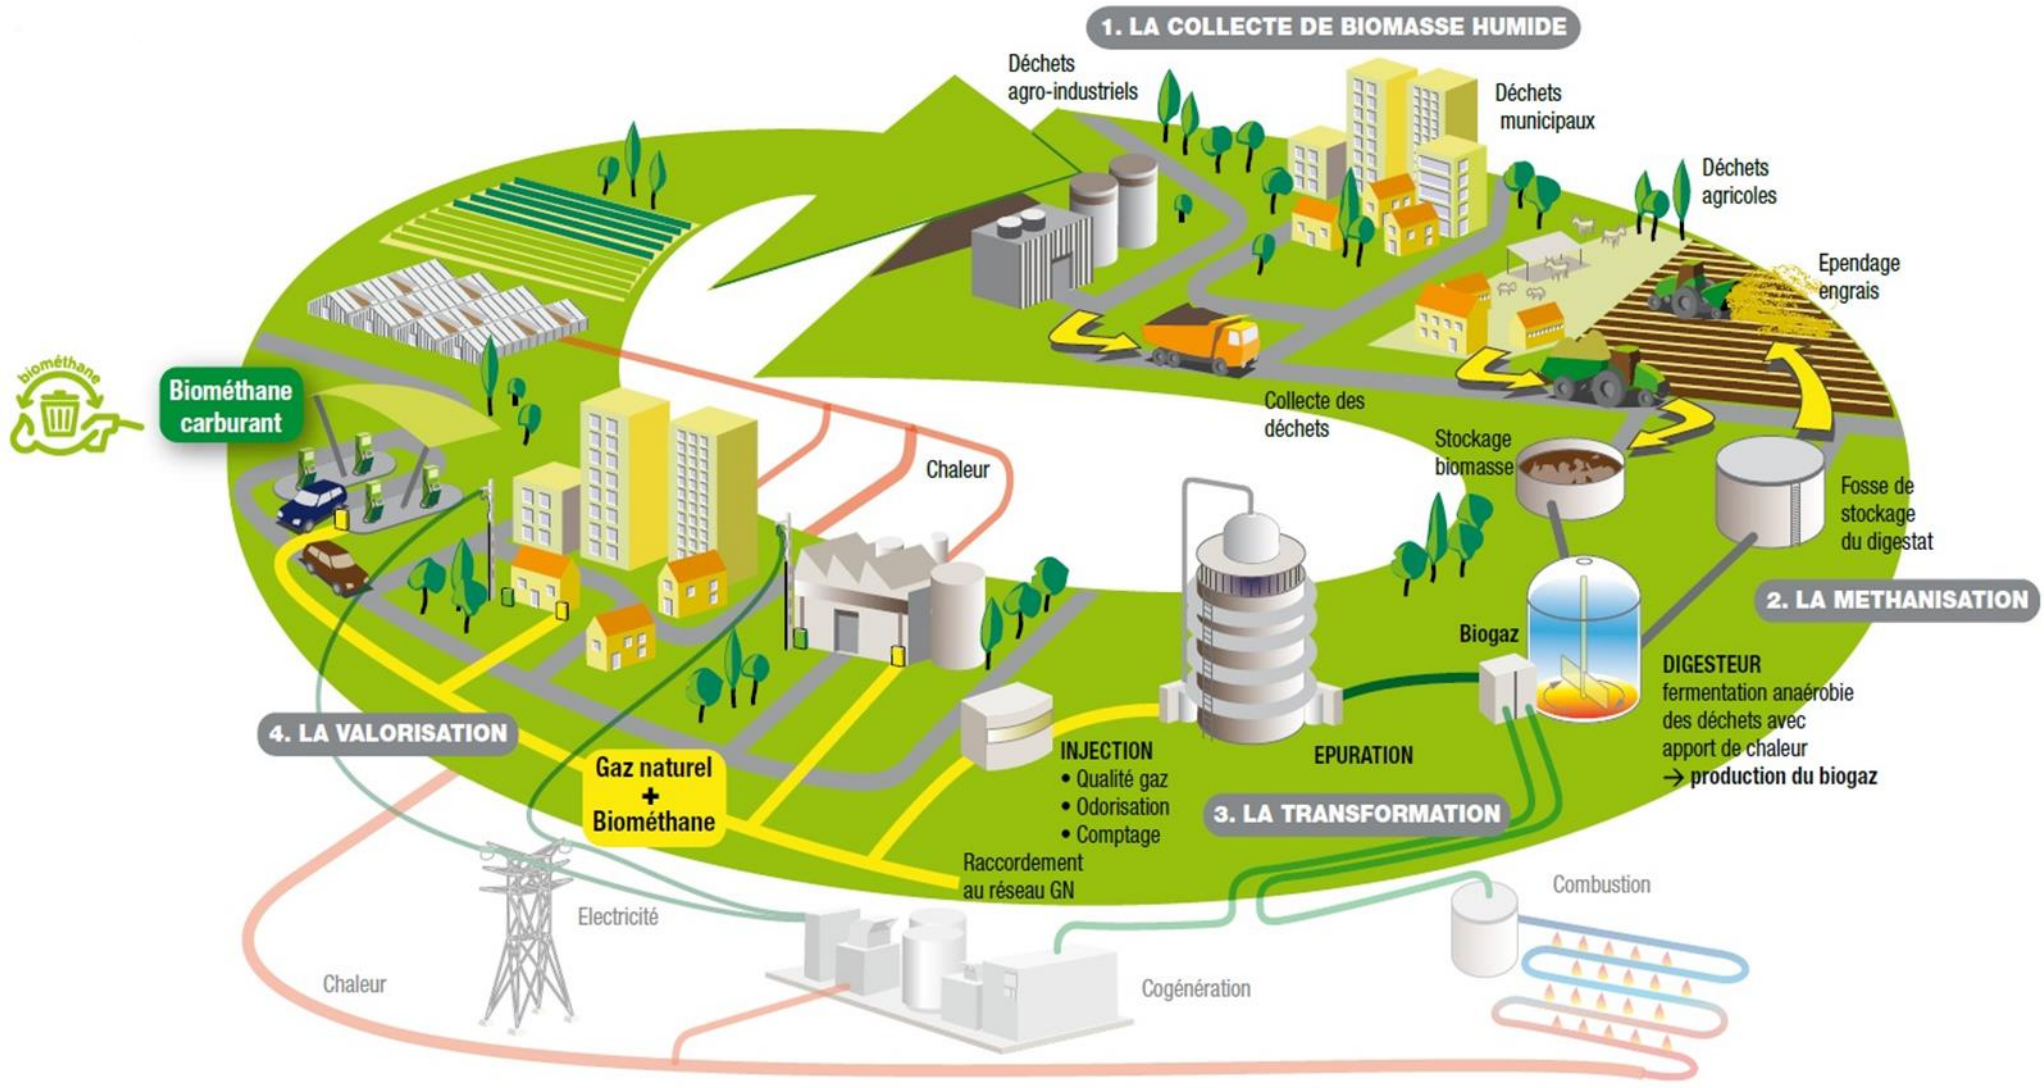 1. LA COLLECTE DE BIOMASSE HUMIDE
Déchets
agro-industriels
Déchets
municipaux
Déchets
agricoles
Ependage
engrais
biométhane
Biométhane
carburant
Collecte des
déchets
Chaleur
Stockage
biomasse
Fosse de
stockage
du digestat
2. LA METHANISATION
Biogaz
DIGESTEUR
fermentation anaérobie
des déchets avec
apport de chaleur
→ production du biogaz
4. LA VALORISATION
Gaz naturel
+
Biométhane
INJECTION
• Qualité gaz
• Odorisation
• Comptage
EPURATION
3. LA TRANSFORMATION
Raccordement
au réseau GN
Electricité
Chaleur
Cogénération
Combustion